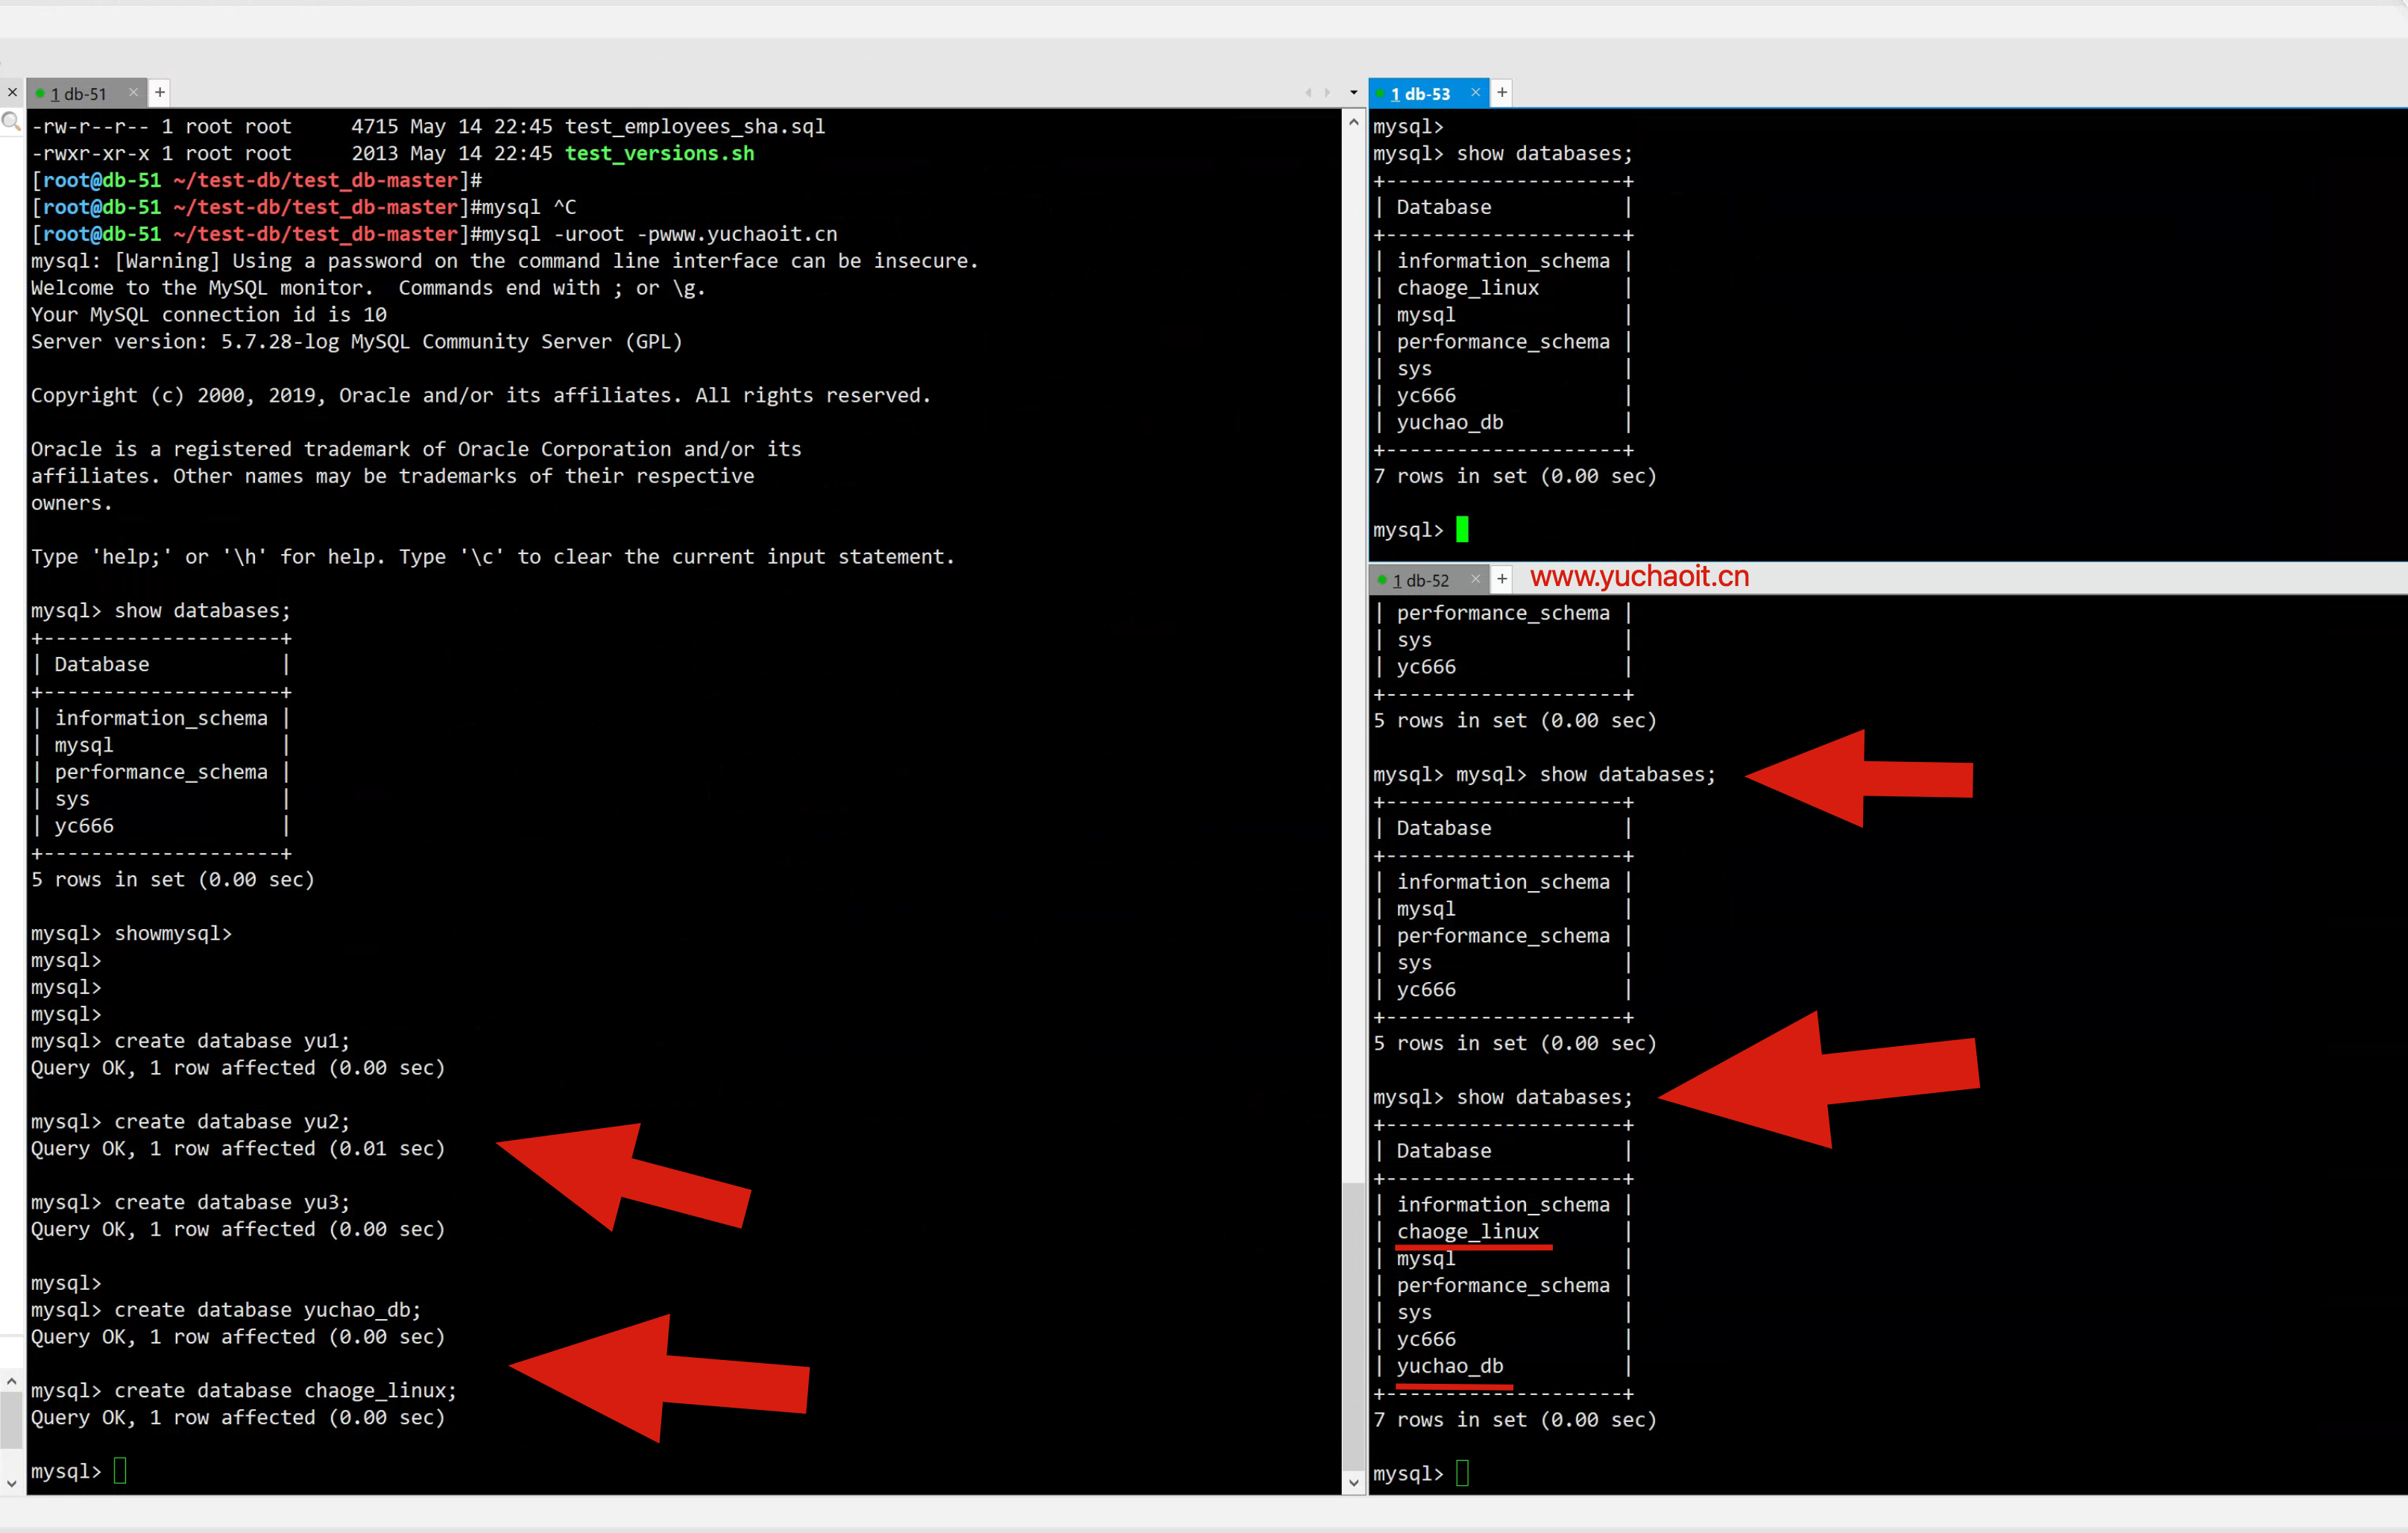 1 db-51
-rw-r--r-- 1 root root     4715 May 14 22:45 test_employees_sha.sql
-rwxr-xr-x 1 root root     2013 May 14 22:45 test_versions.sh
[root@db-51 ~/test-db/test_db-master]#
[root@db-51 ~/test-db/test_db-master]#mysql ^C
[root@db-51 ~/test-db/test_db-master]#mysql -uroot -pwww.yuchaoit.cn
mysql: [Warning] Using a password on the command line interface can be insecure.
Welcome to the MySQL monitor.  Commands end with ; or \g.
Your MySQL connection id is 10
Server version: 5.7.28-log MySQL Community Server (GPL)
Copyright (c) 2000, 2019, Oracle and/or its affiliates. All rights reserved.
Oracle is a registered trademark of Oracle Corporation and/or its
affiliates. Other names may be trademarks of their respective
owners.
Type 'help;' or '\h' for help. Type '\c' to clear the current input statement.
mysql> show databases;
+--------------------+
| Database           |
+--------------------+
| information_schema |
| mysql              |
| performance_schema |
| sys                |
| yc666              |
+--------------------+
5 rows in set (0.00 sec)
mysql> showmysql>
mysql>
mysql>
mysql>
mysql> create database yu1;
Query OK, 1 row affected (0.00 sec)
mysql> create database yu2;
Query OK, 1 row affected (0.01 sec)
mysql> create database yu3;
Query OK, 1 row affected (0.00 sec)
mysql>
mysql> create database yuchao_db;
Query OK, 1 row affected (0.00 sec)
mysql> create database chaoge_linux;
Query OK, 1 row affected (0.00 sec)
mysql>
1 db-53
mysql>
mysql> show databases;
+--------------------+
| Database           |
+--------------------+
| information_schema |
| chaoge_linux       |
| mysql              |
| performance_schema |
| sys                |
| yc666              |
| yuchao_db          |
+--------------------+
7 rows in set (0.00 sec)
mysql>
1 db-52
www.yuchaoit.cn
| performance_schema |
| sys                |
| yc666              |
+--------------------+
5 rows in set (0.00 sec)
mysql> mysql> show databases;
+--------------------+
| Database           |
+--------------------+
| information_schema |
| mysql              |
| performance_schema |
| sys                |
| yc666              |
+--------------------+
5 rows in set (0.00 sec)
mysql> show databases;
+--------------------+
| Database           |
+--------------------+
| information_schema |
| chaoge_linux       |
| mysql              |
| performance_schema |
| sys                |
| yc666              |
| yuchao_db          |
+--------------------+
7 rows in set (0.00 sec)
mysql>